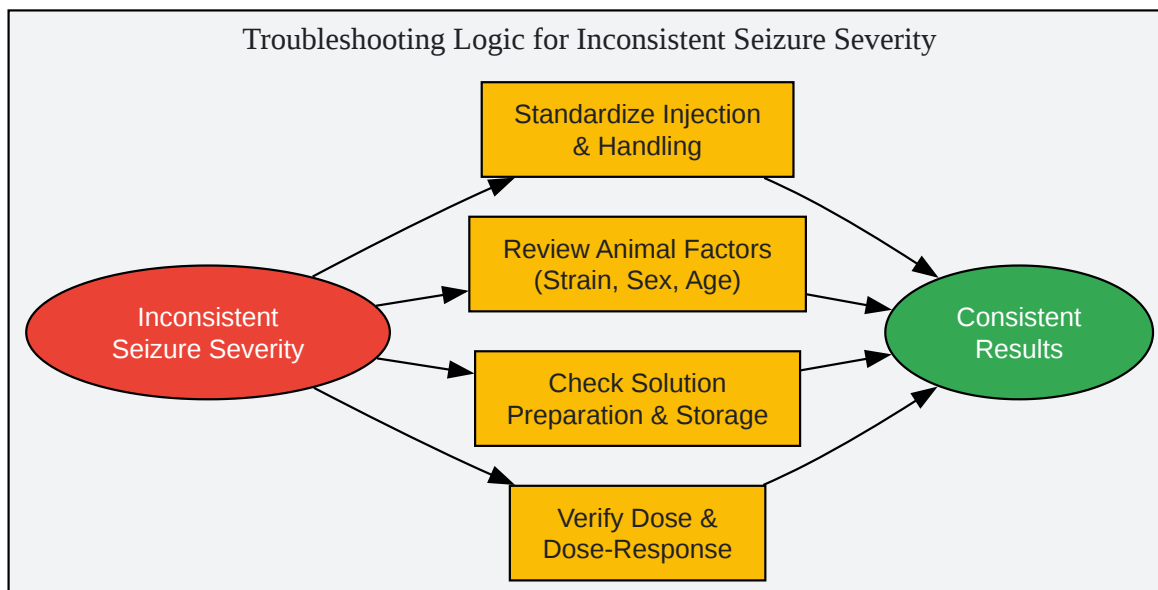 Troubleshooting Logic for Inconsistent Seizure Severity
Standardize Injection
& Handling
Review Animal Factors
(Strain, Sex, Age)
Inconsistent
Seizure Severity
Consistent
Results
Check Solution
Preparation & Storage
Verify Dose &
Dose-Response